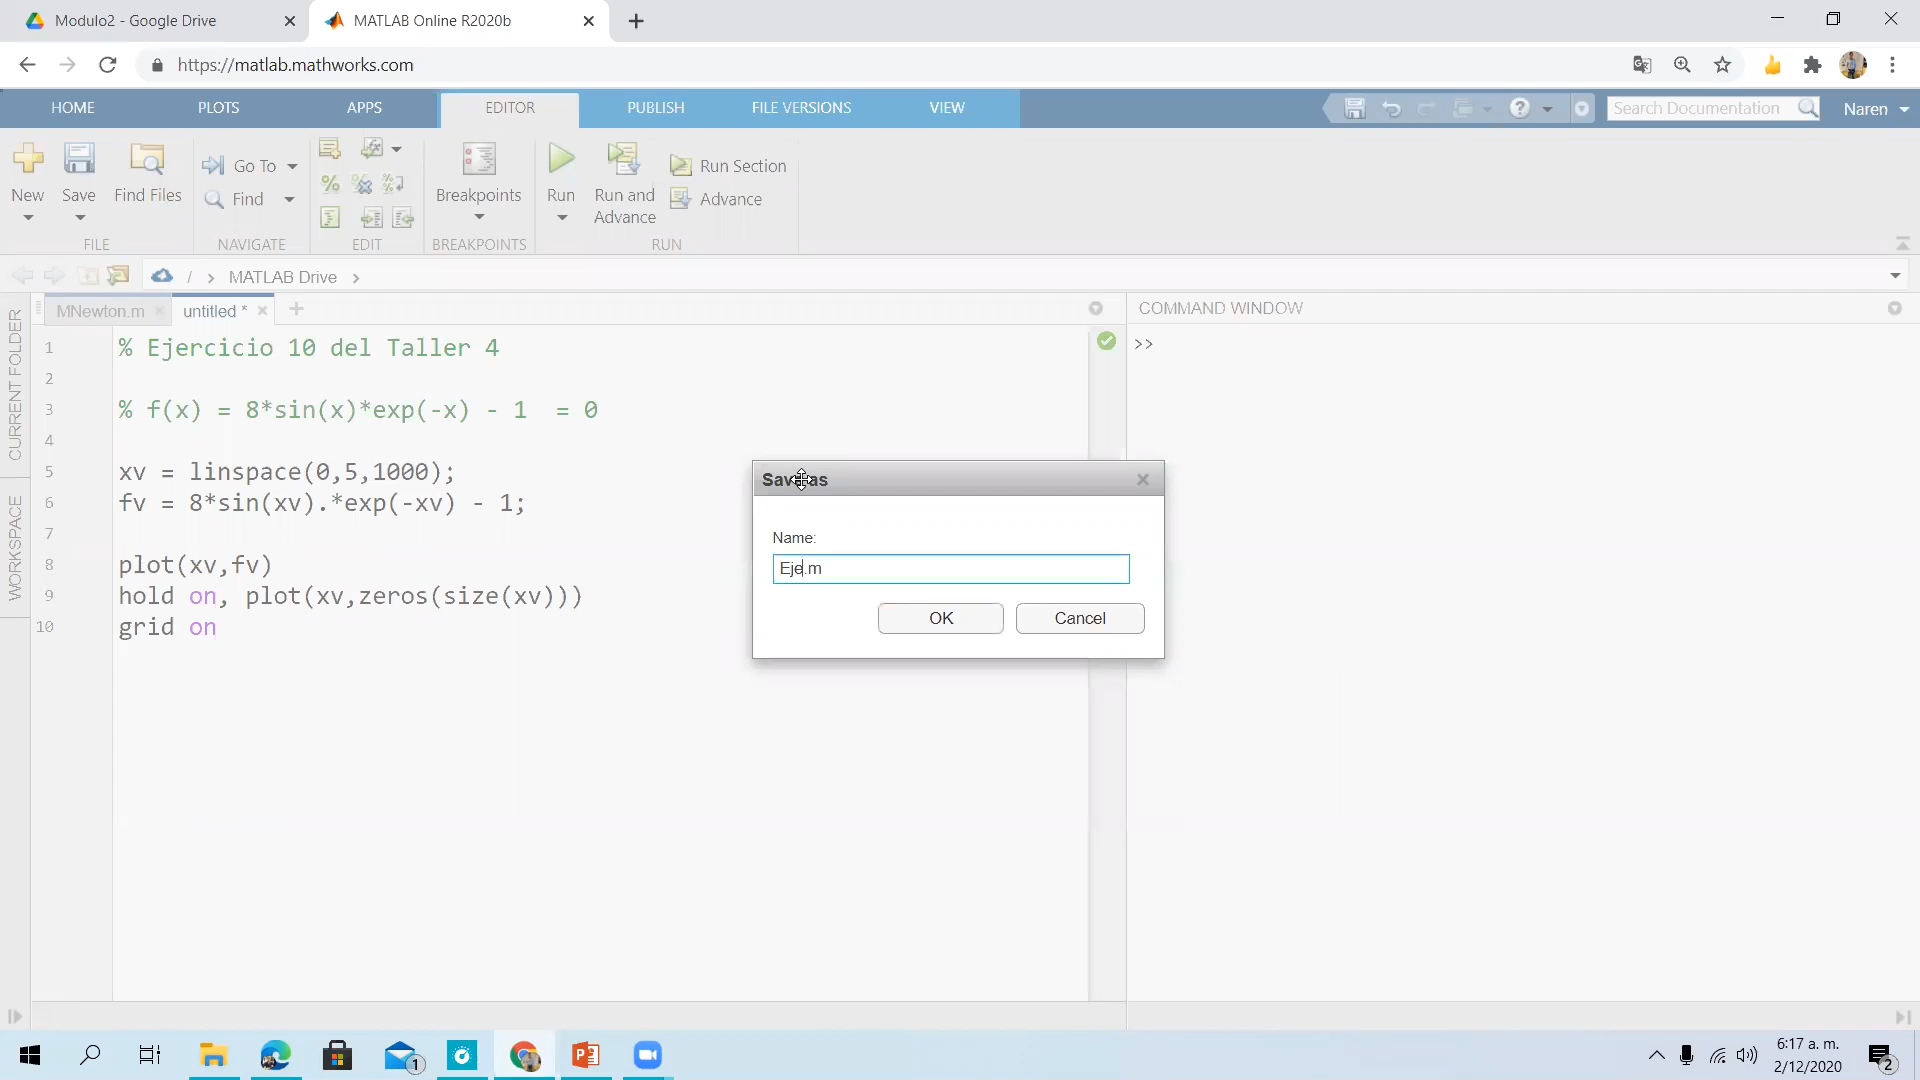 Modulo2 - Google Drive
MATLAB Online R2020b
https://matlab.mathworks.com
HOME PLOTS APPS EDITOR PUBLISH FILE VERSIONS VIEW
Search Documentation
Naren
New
Save
Find Files
Go To
Find
Breakpoints
Run
Run and Advance
Run Section
Advance
FILE NAVIGATE EDIT BREAKPOINTS RUN
/ > MATLAB Drive >
CURRENT FOLDER
WORKSPACE
MNewton.m
untitled *
COMMAND WINDOW
>>
1 % Ejercicio 10 del Taller 4
2
3 % f(x) = 8*sin(x)*exp(-x) - 1 = 0
4
5 xv = linspace(0,5,1000);
6 fv = 8*sin(xv).*exp(-xv) - 1;
7
8 plot(xv,fv)
9 hold on, plot(xv,zeros(size(xv)))
10 grid on
Name:
Eje.m
OK
Cancel
1
6:17 a. m.
2/12/2020
2